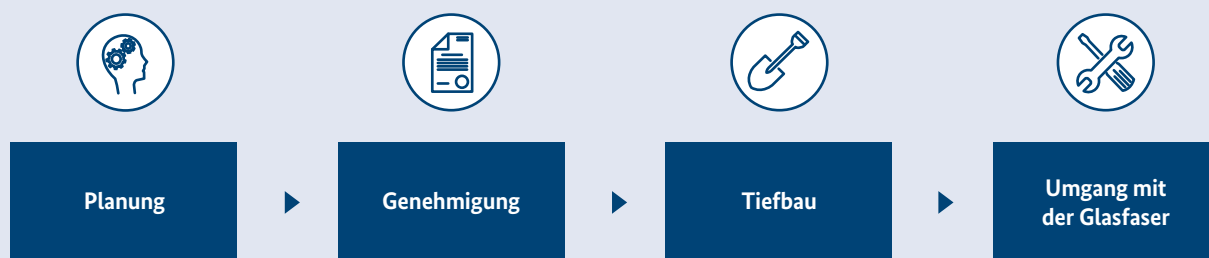 Planung
Genehmigung
Tiefbau
Umgang mit
der Glasfaser